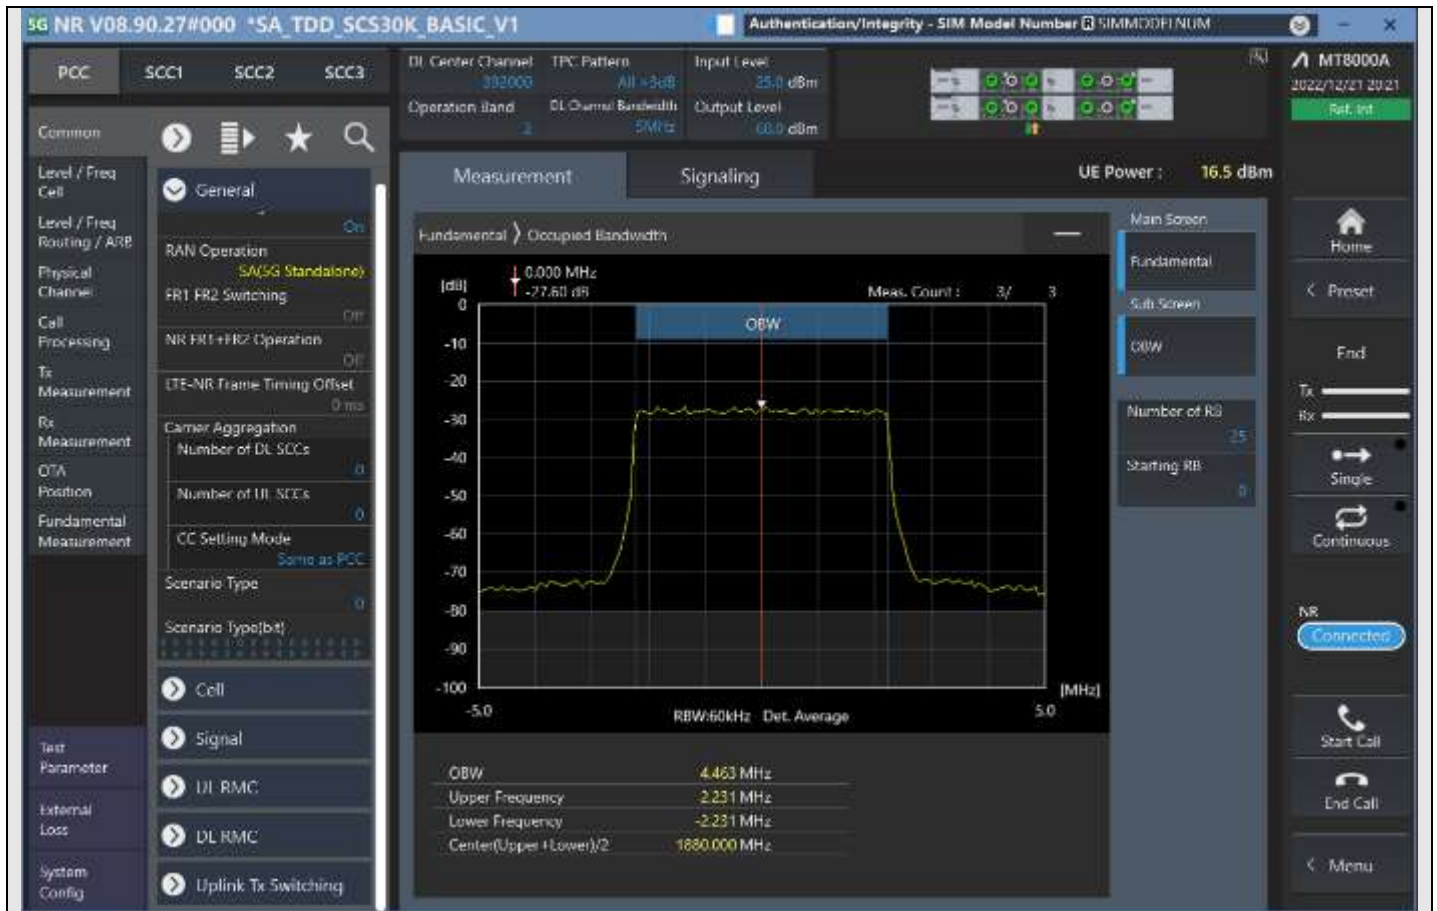 5G NR V08.90.27#000 *SA_TDD_SCS30K_BASIC_V1
Authentication/Integrity - SIM Model Number SIMMODELNUM
PCC SCC1 SCC2 SCC3
DL Center Channel TPC Pattern Input Level
All +3dB 25.0 dBm
Operation Band DL Channel Bandwidth Output Level
2 5MHz 60.0 dBm
MT8000A
2022/12/21 20:21
Ref. Int
Common
Level / Freq
Cell
Level / Freq
Routing / ARB
Physical
Channel
Call
Processing
Tx
Measurement
Rx
Measurement
OTA
Position
Fundamental
Measurement
Test
Parameter
External
Loss
System
Config
General
On
RAN Operation
SA(5G Standalone)
FR1 FR2 Switching
Off
NR FR1+FR2 Operation
Off
LTE-NR Frame Timing Offset
0 ms
Carrier Aggregation
Number of DL SCCs
0
Number of UL SCCs
0
CC Setting Mode
Same as PCC
Scenario Type
0
Scenario Type(bit)
Cell
Signal
UL RMC
DL RMC
Uplink Tx Switching
Measurement Signaling
UE Power : 16.5 dBm
Fundamental Occupied Bandwidth
0.000 MHz
-27.60 dB
Meas. Count : 3/ 3
[dB]
OBW
0
-10
-20
-30
-40
-50
-60
-70
-80
-90
-100
[MHz]
-5.0 RBW:60kHz Det. Average 5.0
OBW 4.463 MHz
Upper Frequency 2.231 MHz
Lower Frequency -2.231 MHz
Center(Upper+Lower)/2 1880.000 MHz
Main Screen
Fundamental
Sub Screen
OBW
Number of RB
25
Starting RB
0
Home
< Preset
End
Tx
Rx
Single
Continuous
NR
Connected
Start Call
End Call
< Menu